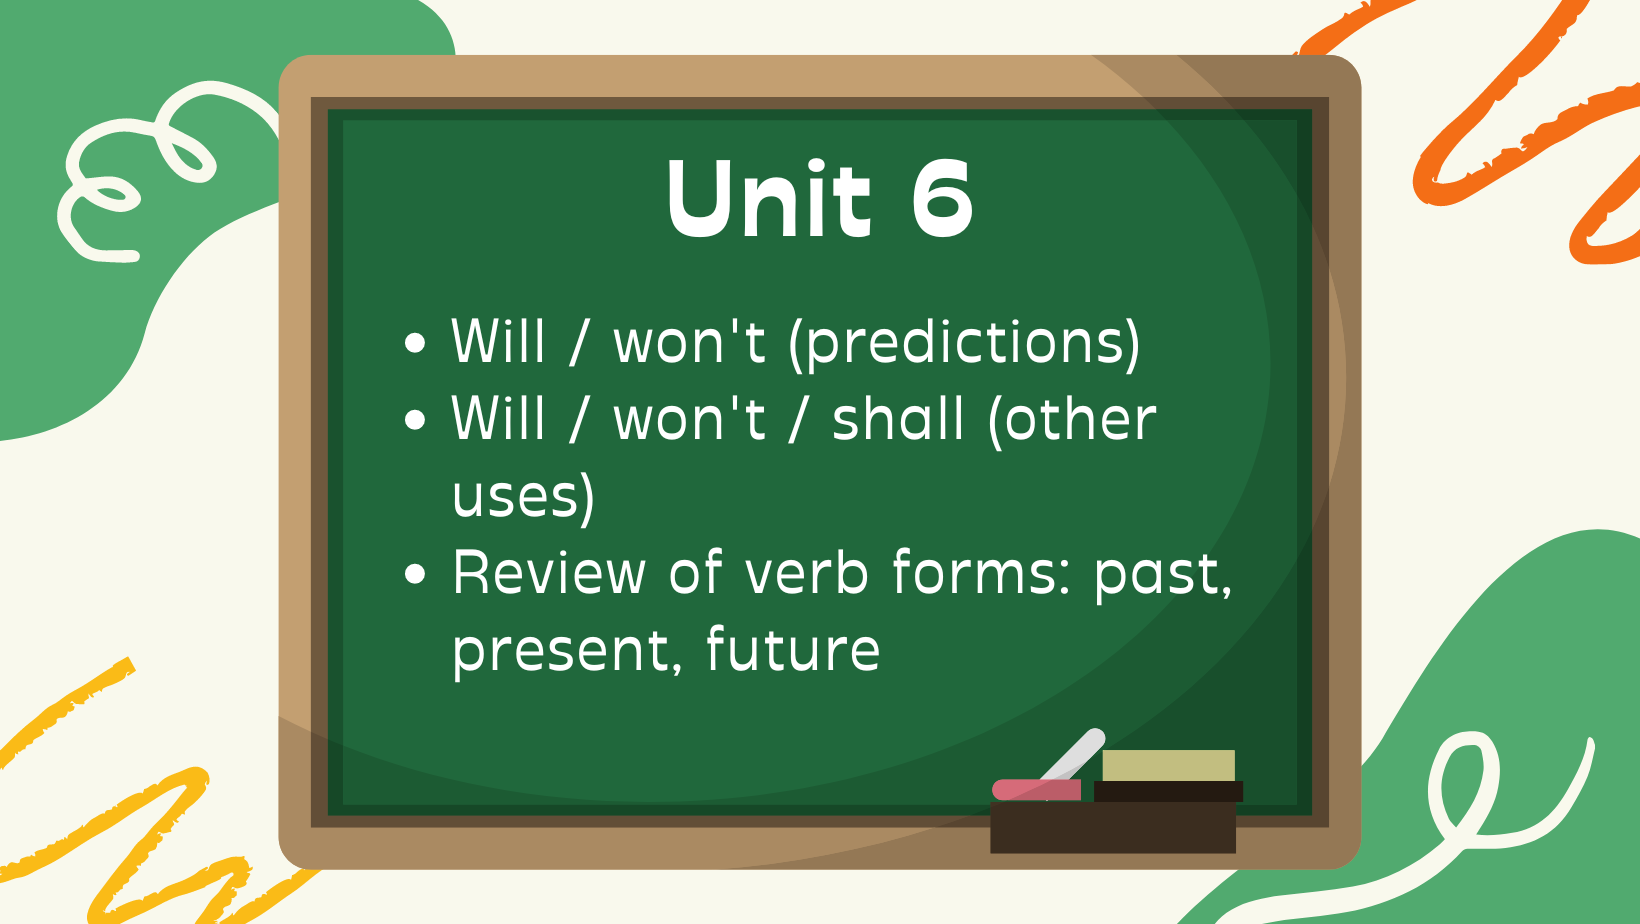 Unit 6
• Will / won't (predictions)
• Will / won't / shall (other
uses)
• Review of verb forms: past,
present, future